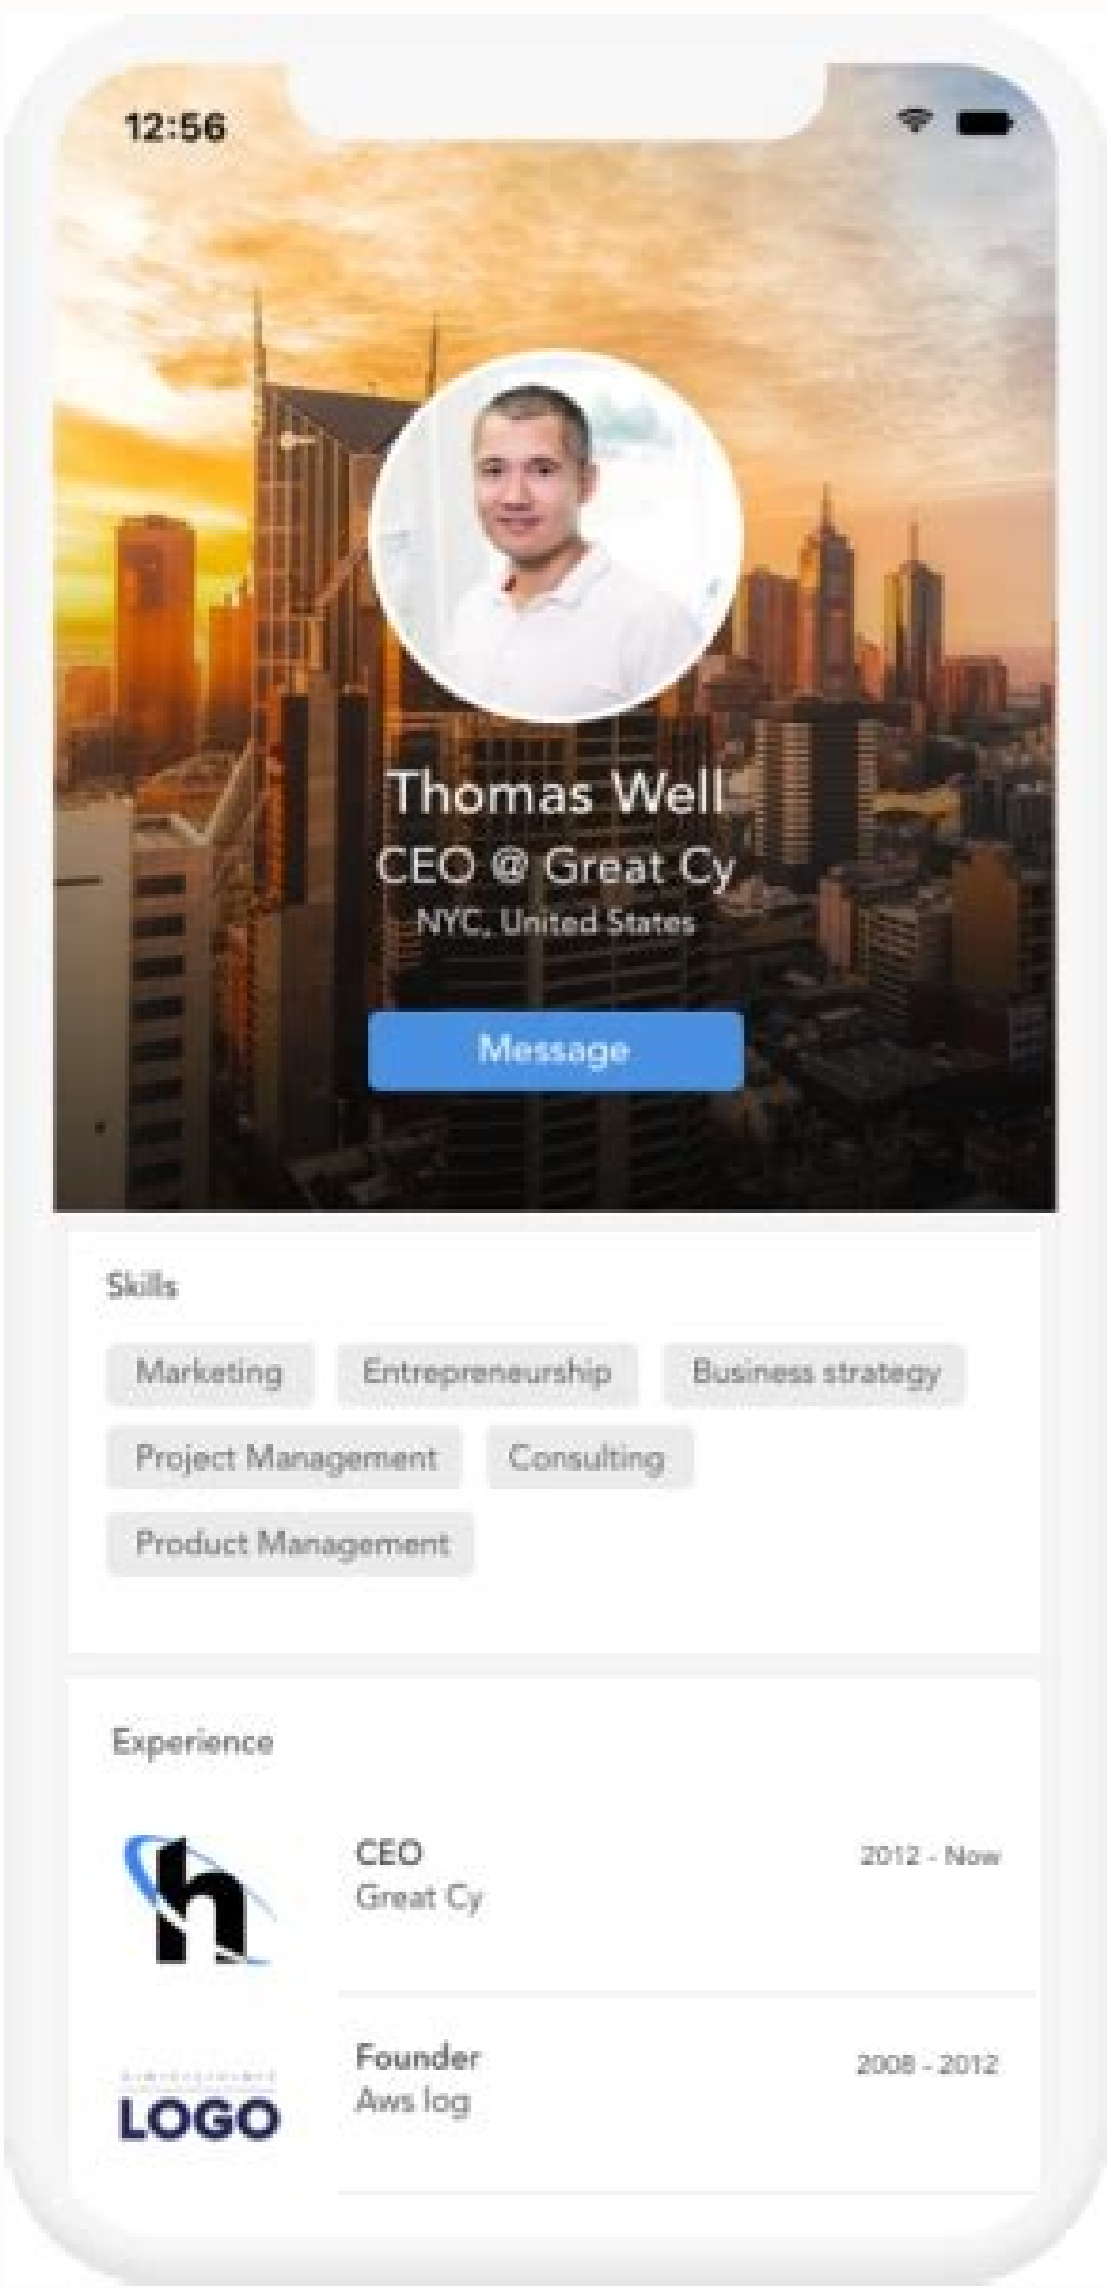 12:56
Thomas Well
CEO @ Great Cy
NYC, United States
Message
Skills
Marketing Entrepreneurship Business strategy
Project Management Consulting
Product Management
Experience
CEO 2012 - Now
Great Cy
Founder 2008 - 2012
Aws log
LOGO